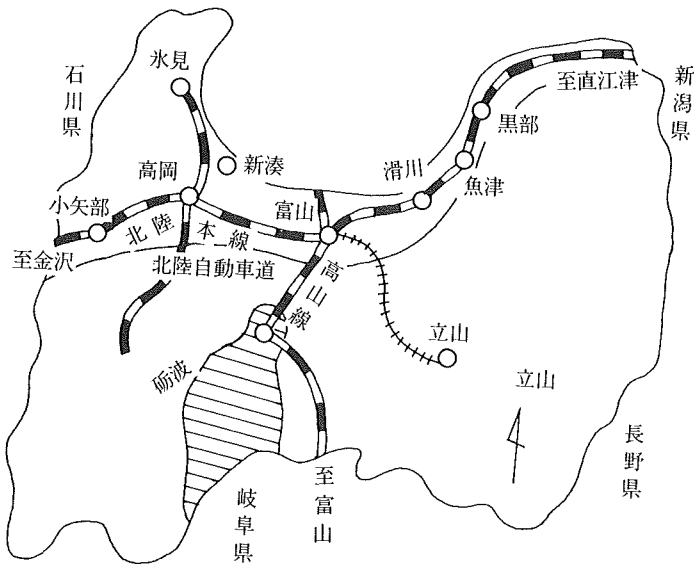 氷見
石川県
至直江津
新潟県
黒部
新湊
滑川
高岡
魚津
小矢部
富山
北陸本線
至金沢
北陸自動車道
高山線
立山
砺波
立山
長野県
至富山
岐阜県